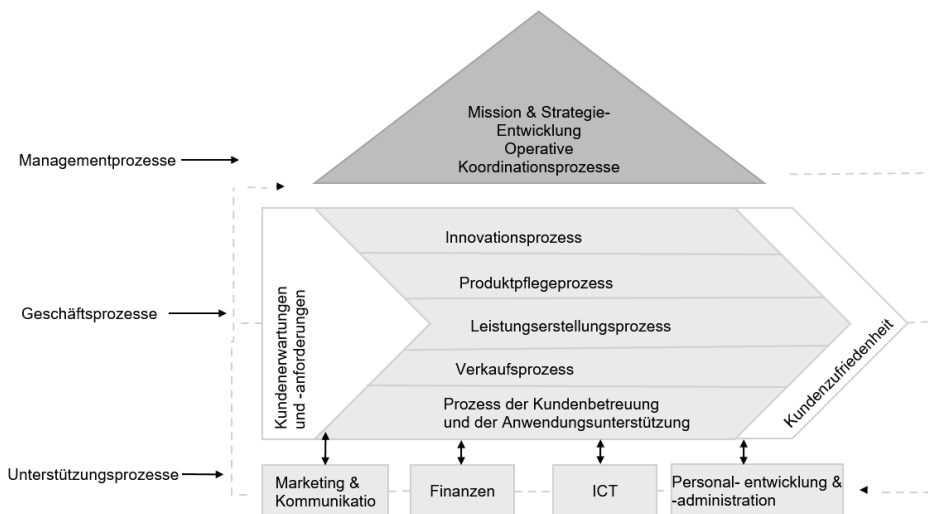 Mission & Strategie-
Entwicklung
Operative
Koordinationsprozesse
Managementprozesse
Innovationsprozess
Produktpflegeprozess
Geschäftsprozesse
Leistungserstellungsprozess
Verkaufsprozess
Prozess der Kundenbetreuung
und der Anwendungsunterstützung
Kundenerwartungen
und -anforderungen
Kundenzufriedenheit
Unterstützungsprozesse
Marketing &
Kommunikatio
Finanzen
ICT
Personal- entwicklung &
-administration